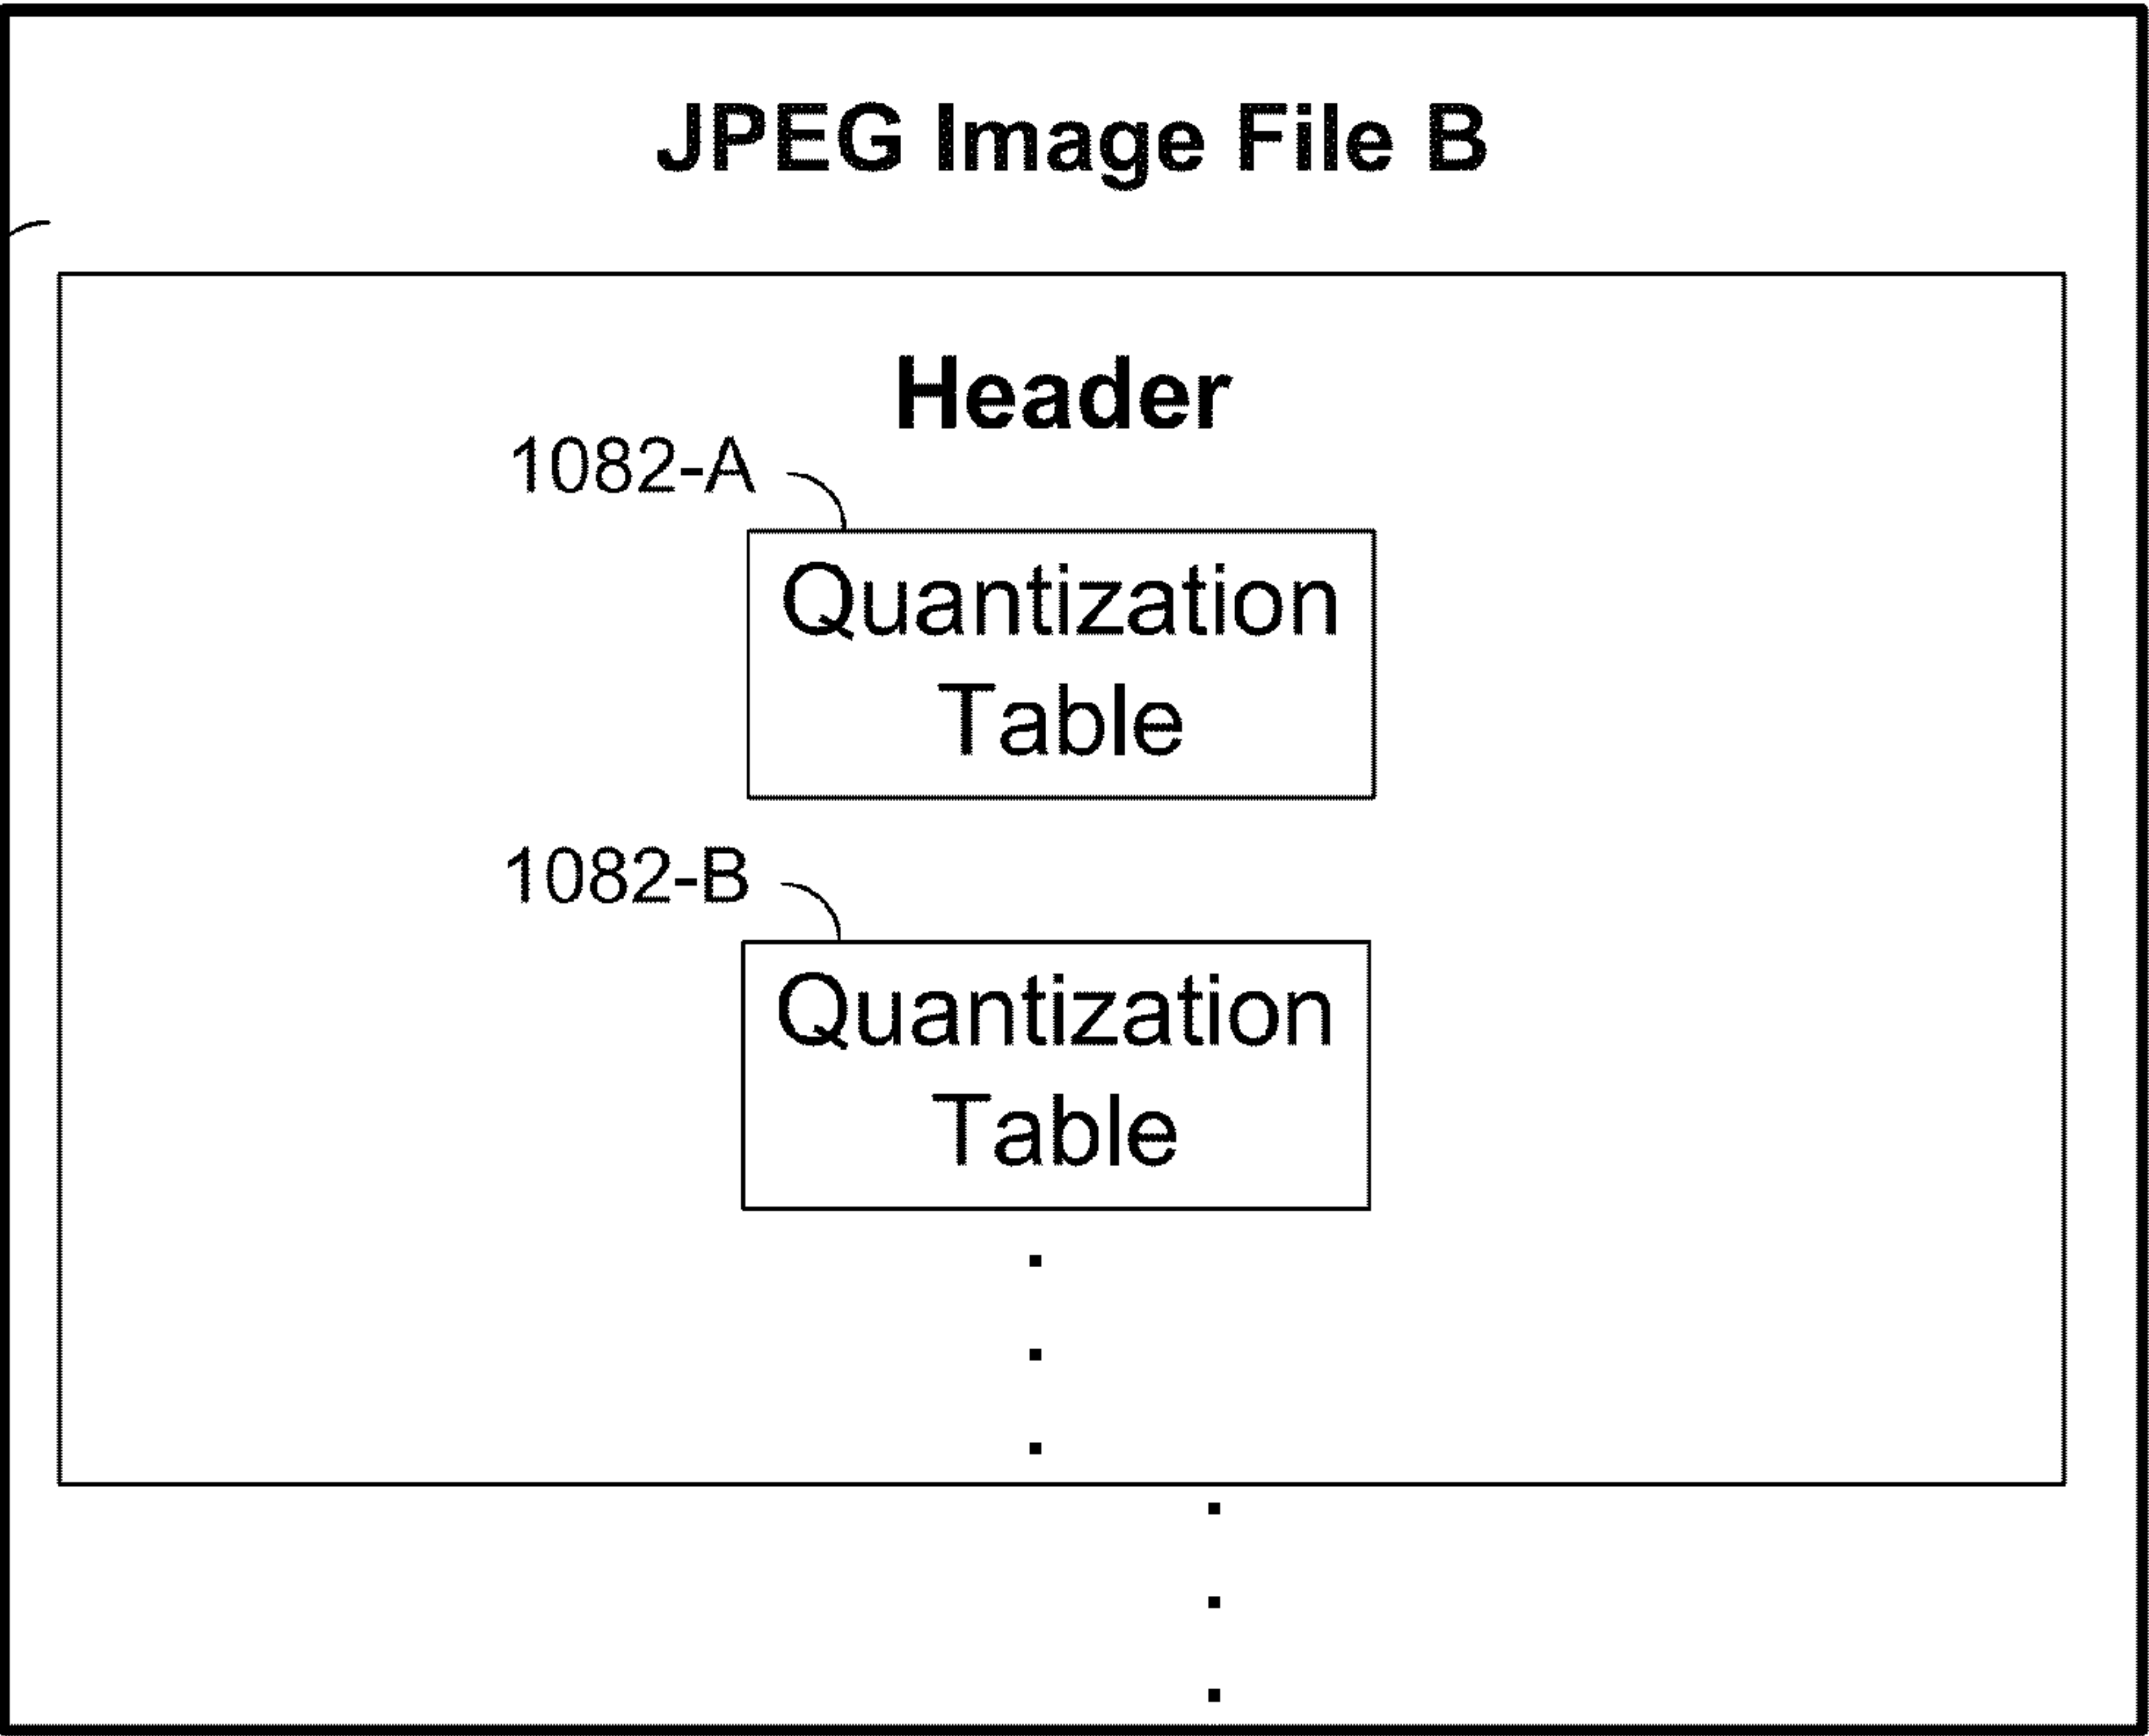 JPEG Image File B
Header
1082-A
Quantization
Table
1082-B
Quantization
Table